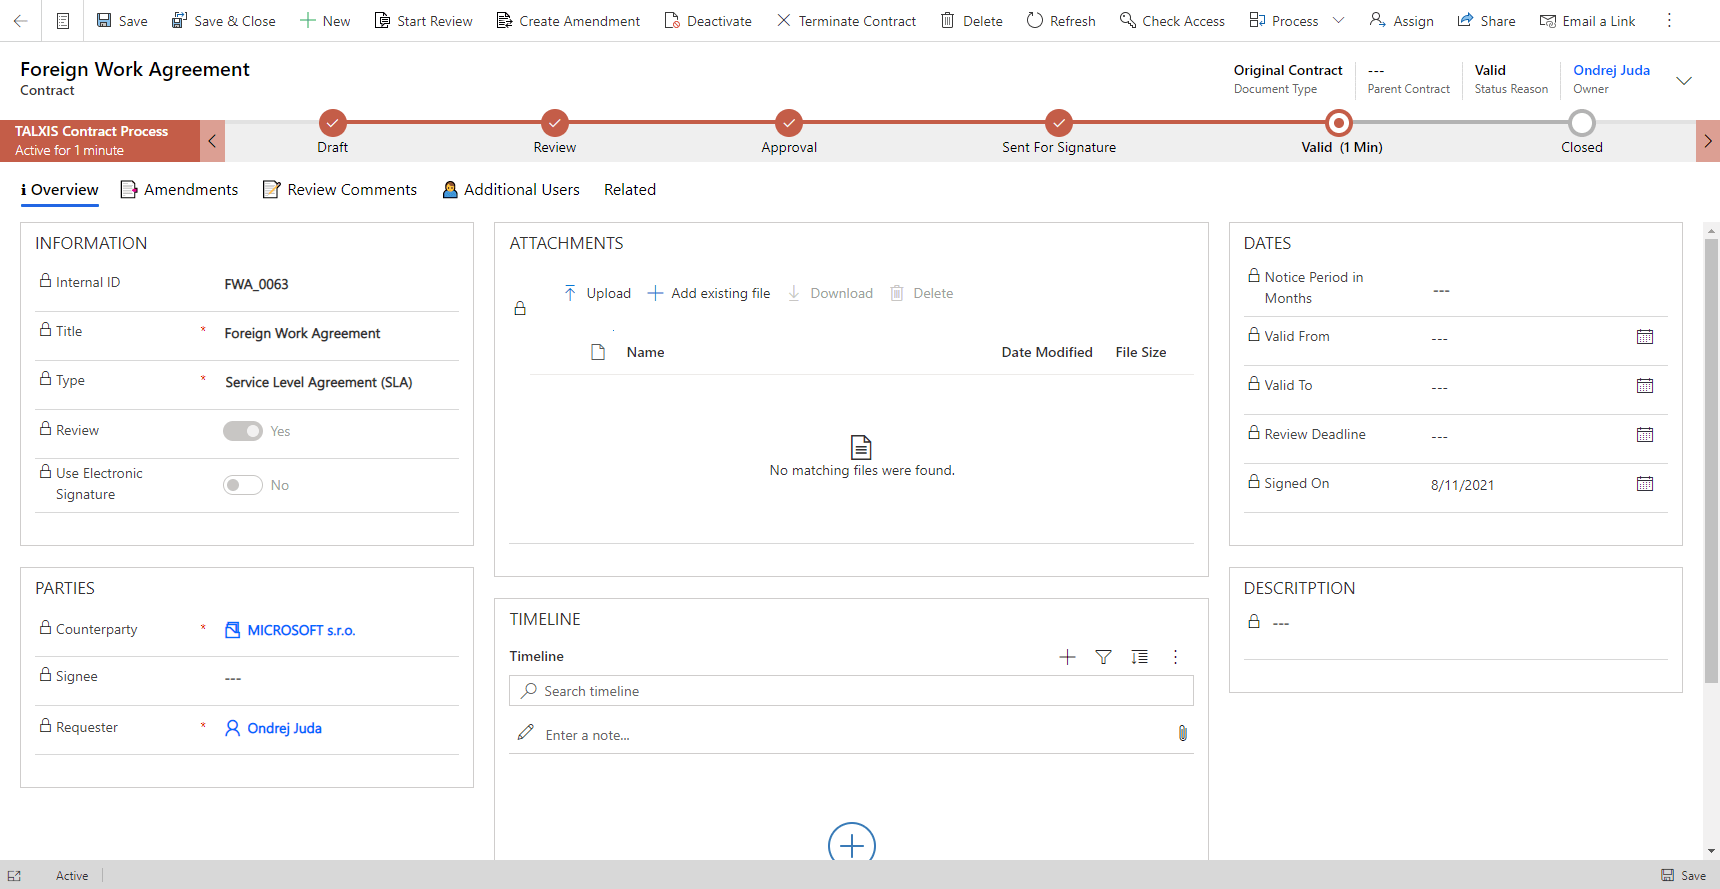 Save
Save & Close
New
Start Review
Create Amendment
Deactivate
Terminate Contract
Delete
Refresh
Check Access
Process
Assign
Share
Email a Link
Foreign Work Agreement
Contract
Original Contract
Document Type
---
Parent Contract
Valid
Status Reason
Ondrej Juda
Owner
TALXIS Contract Process
Active for 1 minute
Draft
Review
Approval
Sent For Signature
Valid (1 Min)
Closed
Overview
Amendments
Review Comments
Additional Users
Related
INFORMATION
Internal ID
FWA_0063
Title
*
Foreign Work Agreement
Type
*
Service Level Agreement (SLA)
Review
Yes
Use Electronic
Signature
No
PARTIES
Counterparty
*
MICROSOFT s.r.o.
Signee
---
Requester
*
Ondrej Juda
ATTACHMENTS
Upload
Add existing file
Download
Delete
Name
Date Modified
File Size
No matching files were found.
TIMELINE
Timeline
Search timeline
Enter a note...
DATES
Notice Period in
Months
---
Valid From
---
Valid To
---
Review Deadline
---
Signed On
8/11/2021
DESCRITPTION
---
Active
Save